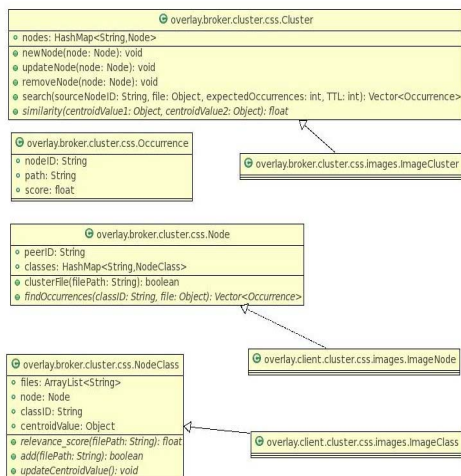 overlay.broker.cluster.css.Cluster
nodes: HashMap<String,Node>
newNode(node: Node): void
updateNode(node: Node): void
removeNode(node: Node): void
search(sourceNodeID: String, file: Object, expectedOccurrences: int, TTL: int): Vector<Occurrence>
similarity(centroidValue1: Object, centroidValue2: Object): float
overlay.broker.cluster.css.Occurrence
nodeID: String
path: String
score: float
overlay.broker.cluster.css.images.ImageCluster
overlay.broker.cluster.css.Node
peerID: String
classes: HashMap<String,NodeClass>
clusterFile(filePath: String): boolean
findOccurrences(classID: String, file: Object): Vector<Occurrence>
overlay.client.cluster.css.images.ImageNode
overlay.broker.cluster.css.NodeClass
files: ArrayList<String>
node: Node
classID: String
centroidValue: Object
relevance_score(filePath: String): float
add(filePath: String): boolean
updateCentroidValue(): void
overlay.client.cluster.css.images.ImageClass